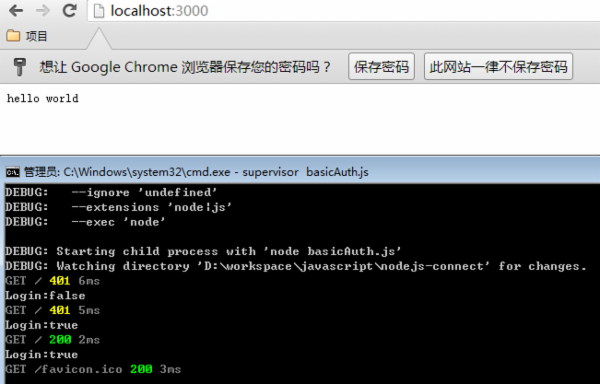 localhost:3000
项目
想让 Google Chrome 浏览器保存您的密码吗？ 保存密码 此网站一律不保存密码
hello world
管理员: C:\Windows\system32\cmd.exe - supervisor  basicAuth.js
DEBUG:   --ignore 'undefined'
DEBUG:   --extensions 'node|js'
DEBUG:   --exec 'node'
DEBUG: Starting child process with 'node basicAuth.js'
DEBUG: Watching directory 'D:\workspace\javascript\nodejs-connect' for changes.
GET / 401 6ms
Login:false
GET / 401 5ms
Login:true
GET / 200 2ms
Login:true
GET /favicon.ico 200 3ms